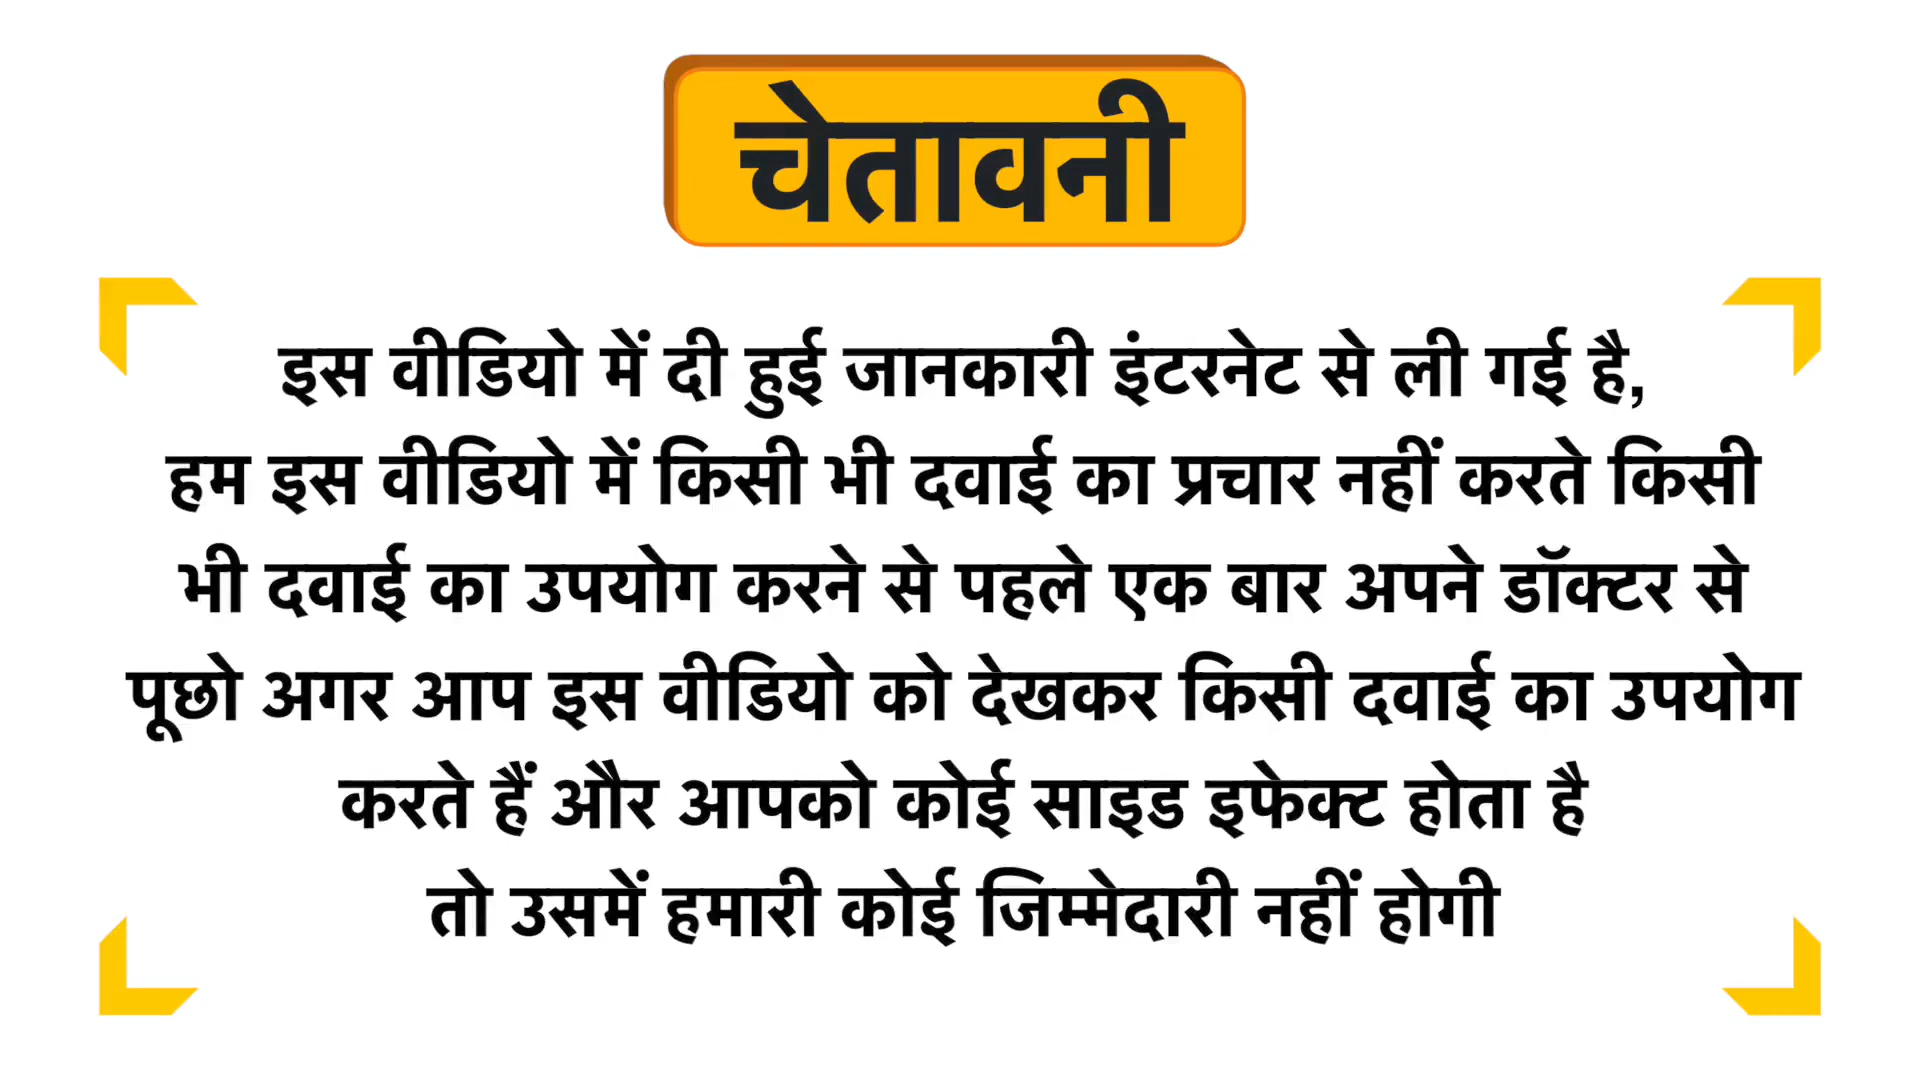 चेतावनी
इस वीडियो में दी हुई जानकारी इंटरनेट से ली गई है,
हम इस वीडियो में किसी भी दवाई का प्रचार नहीं करते किसी
भी दवाई का उपयोग करने से पहले एक बार अपने डॉक्टर से
पूछो अगर आप इस वीडियो को देखकर किसी दवाई का उपयोग
करते हैं और आपको कोई साइड इफेक्ट होता है
तो उसमें हमारी कोई जिम्मेदारी नहीं होगी